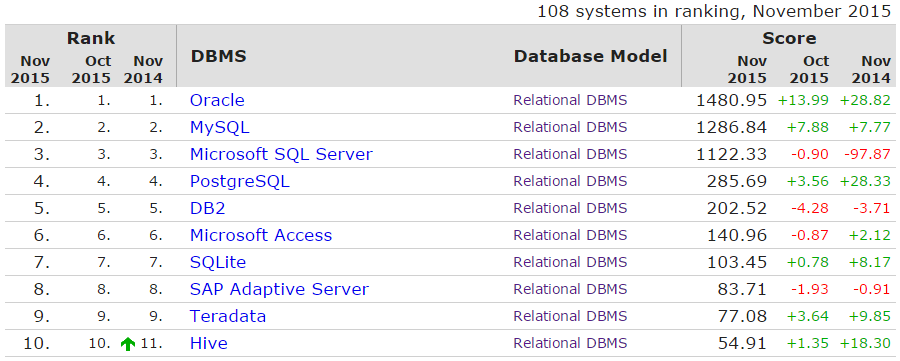 108 systems in ranking, November 2015
Rank DBMS Database Model Score
Nov 2015 Oct 2015 Nov 2014 Nov 2015 Oct 2015 Nov 2014
1. 1. 1. Oracle Relational DBMS 1480.95 +13.99 +28.82
2. 2. 2. MySQL Relational DBMS 1286.84 +7.88 +7.77
3. 3. 3. Microsoft SQL Server Relational DBMS 1122.33 -0.90 -97.87
4. 4. 4. PostgreSQL Relational DBMS 285.69 +3.56 +28.33
5. 5. 5. DB2 Relational DBMS 202.52 -4.28 -3.71
6. 6. 6. Microsoft Access Relational DBMS 140.96 -0.87 +2.12
7. 7. 7. SQLite Relational DBMS 103.45 +0.78 +8.17
8. 8. 8. SAP Adaptive Server Relational DBMS 83.71 -1.93 -0.91
9. 9. 9. Teradata Relational DBMS 77.08 +3.64 +9.85
10. 10. 11. Hive Relational DBMS 54.91 +1.35 +18.30